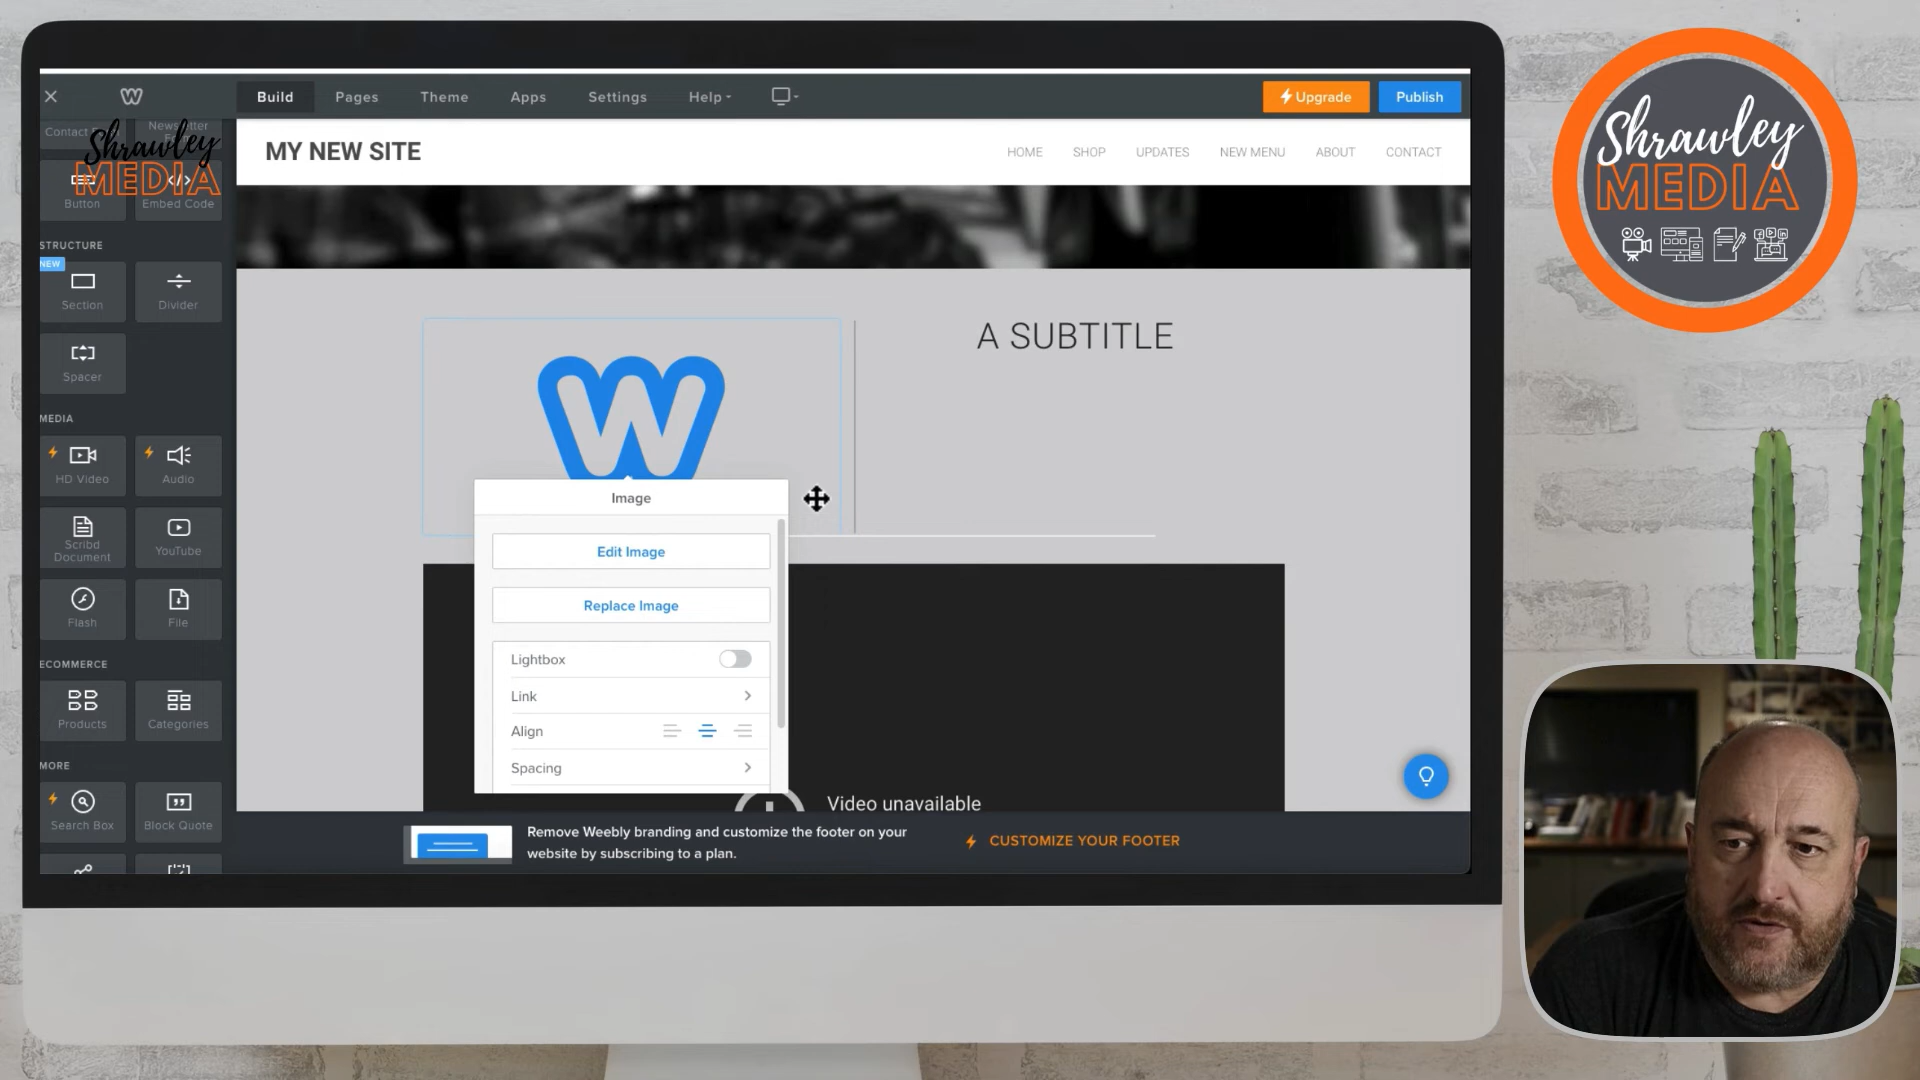 Build
Pages
Theme
Apps
Settings
Help
Upgrade
Publish
Contact
Newsletter
Shrawley
MEDIA
Button
Embed Code
STRUCTURE
NEW
Section
Divider
Spacer
MEDIA
HD Video
Audio
Scribd
Document
YouTube
Flash
File
ECOMMERCE
Products
Categories
MORE
Search Box
Block Quote
MY NEW SITE
HOME
SHOP
UPDATES
NEW MENU
ABOUT
CONTACT
A SUBTITLE
Image
Edit Image
Replace Image
Lightbox
Link
Align
Spacing
Video unavailable
Remove Weebly branding and customize the footer on your
website by subscribing to a plan.
CUSTOMIZE YOUR FOOTER
Shrawley
MEDIA